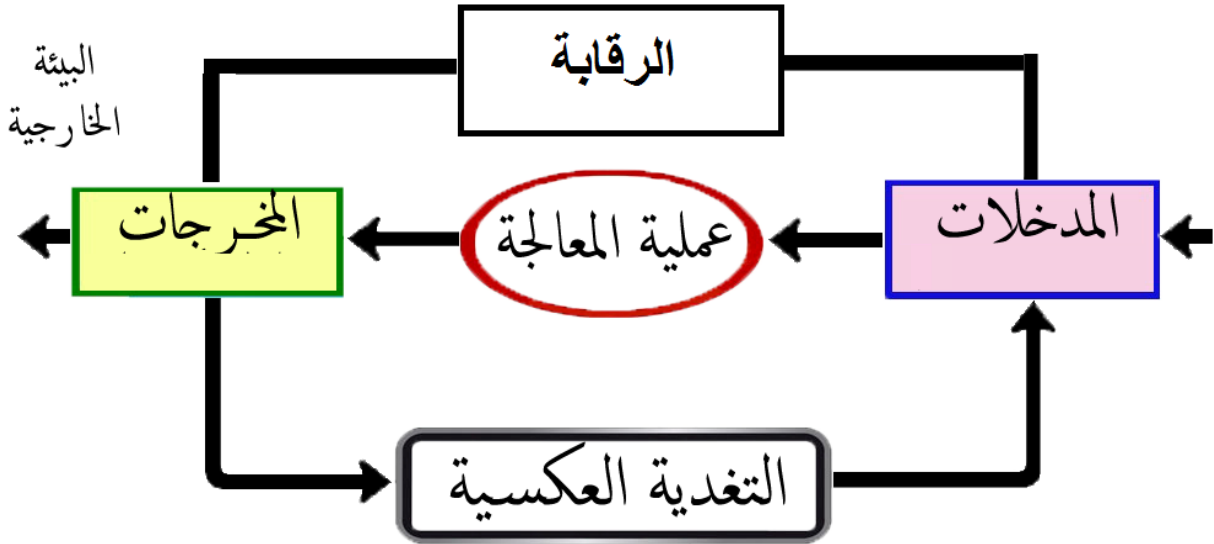 الرقابة
البيئة
الخارجية
المدخلات
عملية المعالجة
المخرجات
التغدية العكسية